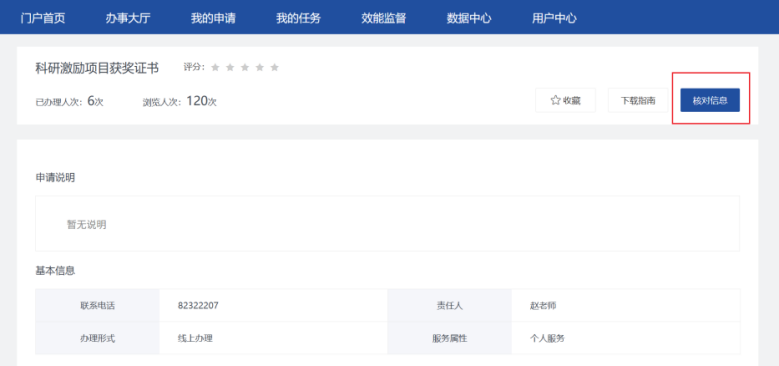 门户首页 办事大厅 我的申请 我的任务 效能监督 数据中心 用户中心
科研激励项目获奖证书 评分:
已办理人次: 6次 浏览人次: 120次
收藏 下载指南 核对信息
申请说明
暂无说明
基本信息
联系电话 82322207 责任人 赵老师
办理形式 线上办理 服务属性 个人服务